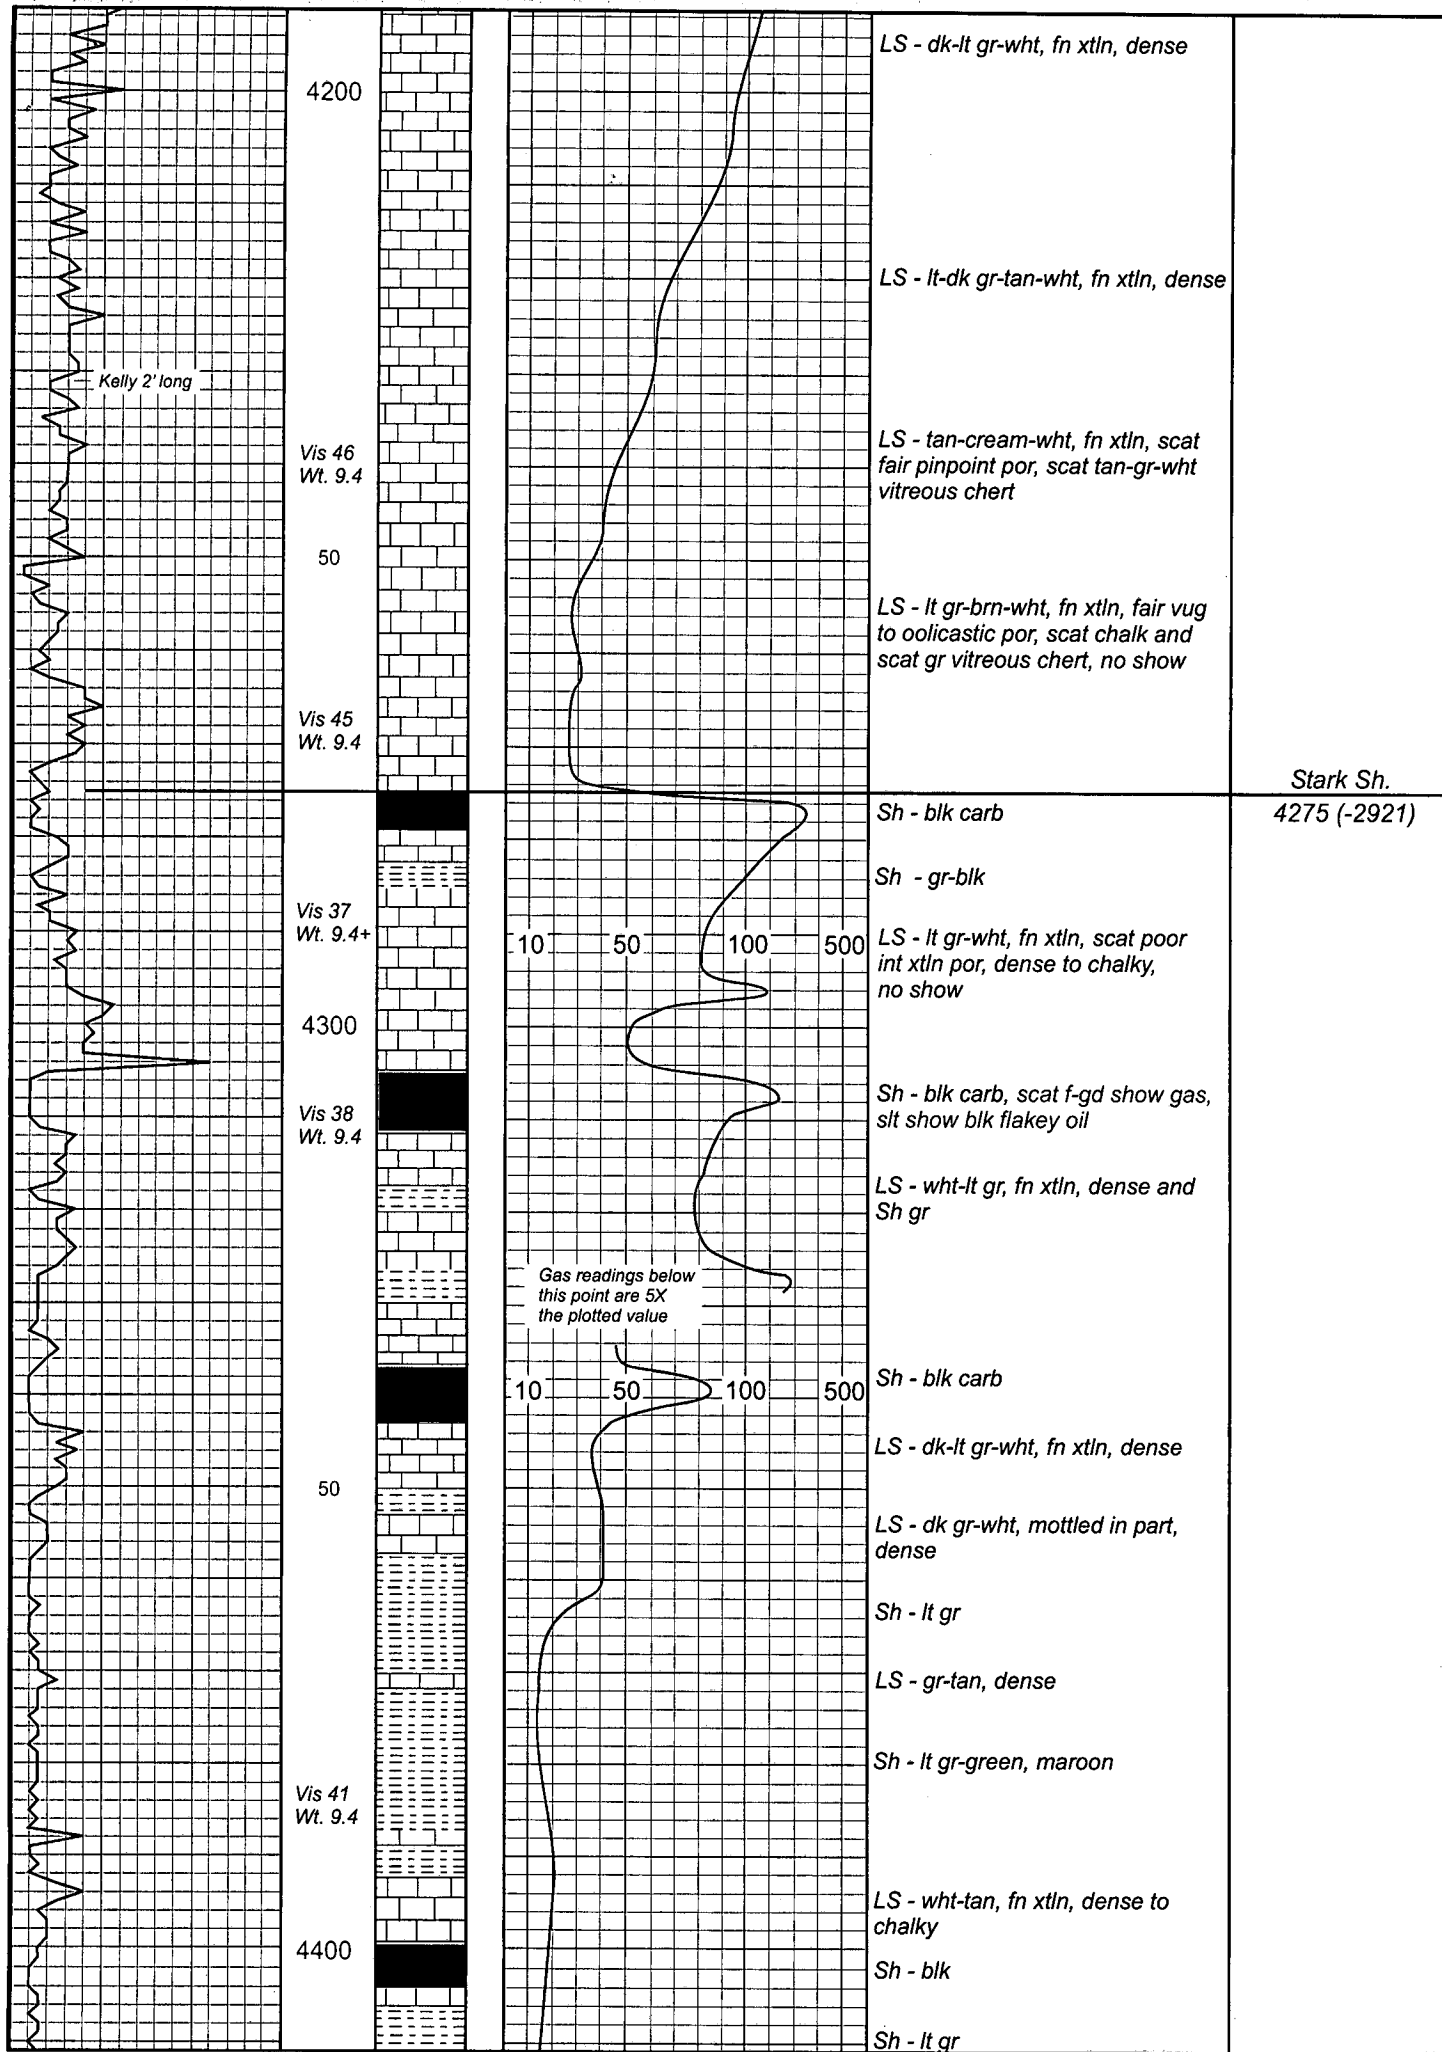 LS - dk-lt gr-wht, fn xtln, dense
4200
LS - lt-dk gr-tan-wht, fn xtln, dense
Kelly 2' long
Vis 46
Wt. 9.4
LS - tan-cream-wht, fn xtln, scat
fair pinpoint por, scat tan-gr-wht
vitreous chert
50
LS - lt gr-brn-wht, fn xtln, fair vug
to oolicastic por, scat chalk and
scat gr vitreous chert, no show
Vis 45
Wt. 9.4
Stark Sh.
Sh - blk carb
4275 (-2921)
Sh - gr-blk
Vis 37
Wt. 9.4+
10 50 100 500
LS - lt gr-wht, fn xtln, scat poor
int xtln por, dense to chalky,
no show
4300
Sh - blk carb, scat f-gd show gas,
slt show blk flakey oil
Vis 38
Wt. 9.4
LS - wht-lt gr, fn xtln, dense and
Sh gr
Gas readings below
this point are 5X
the plotted value
Sh - blk carb
10 50 100 500
LS - dk-lt gr-wht, fn xtln, dense
50
LS - dk gr-wht, mottled in part,
dense
Sh - lt gr
LS - gr-tan, dense
Sh - lt gr-green, maroon
Vis 41
Wt. 9.4
LS - wht-tan, fn xtln, dense to
chalky
4400
Sh - blk
Sh - lt gr